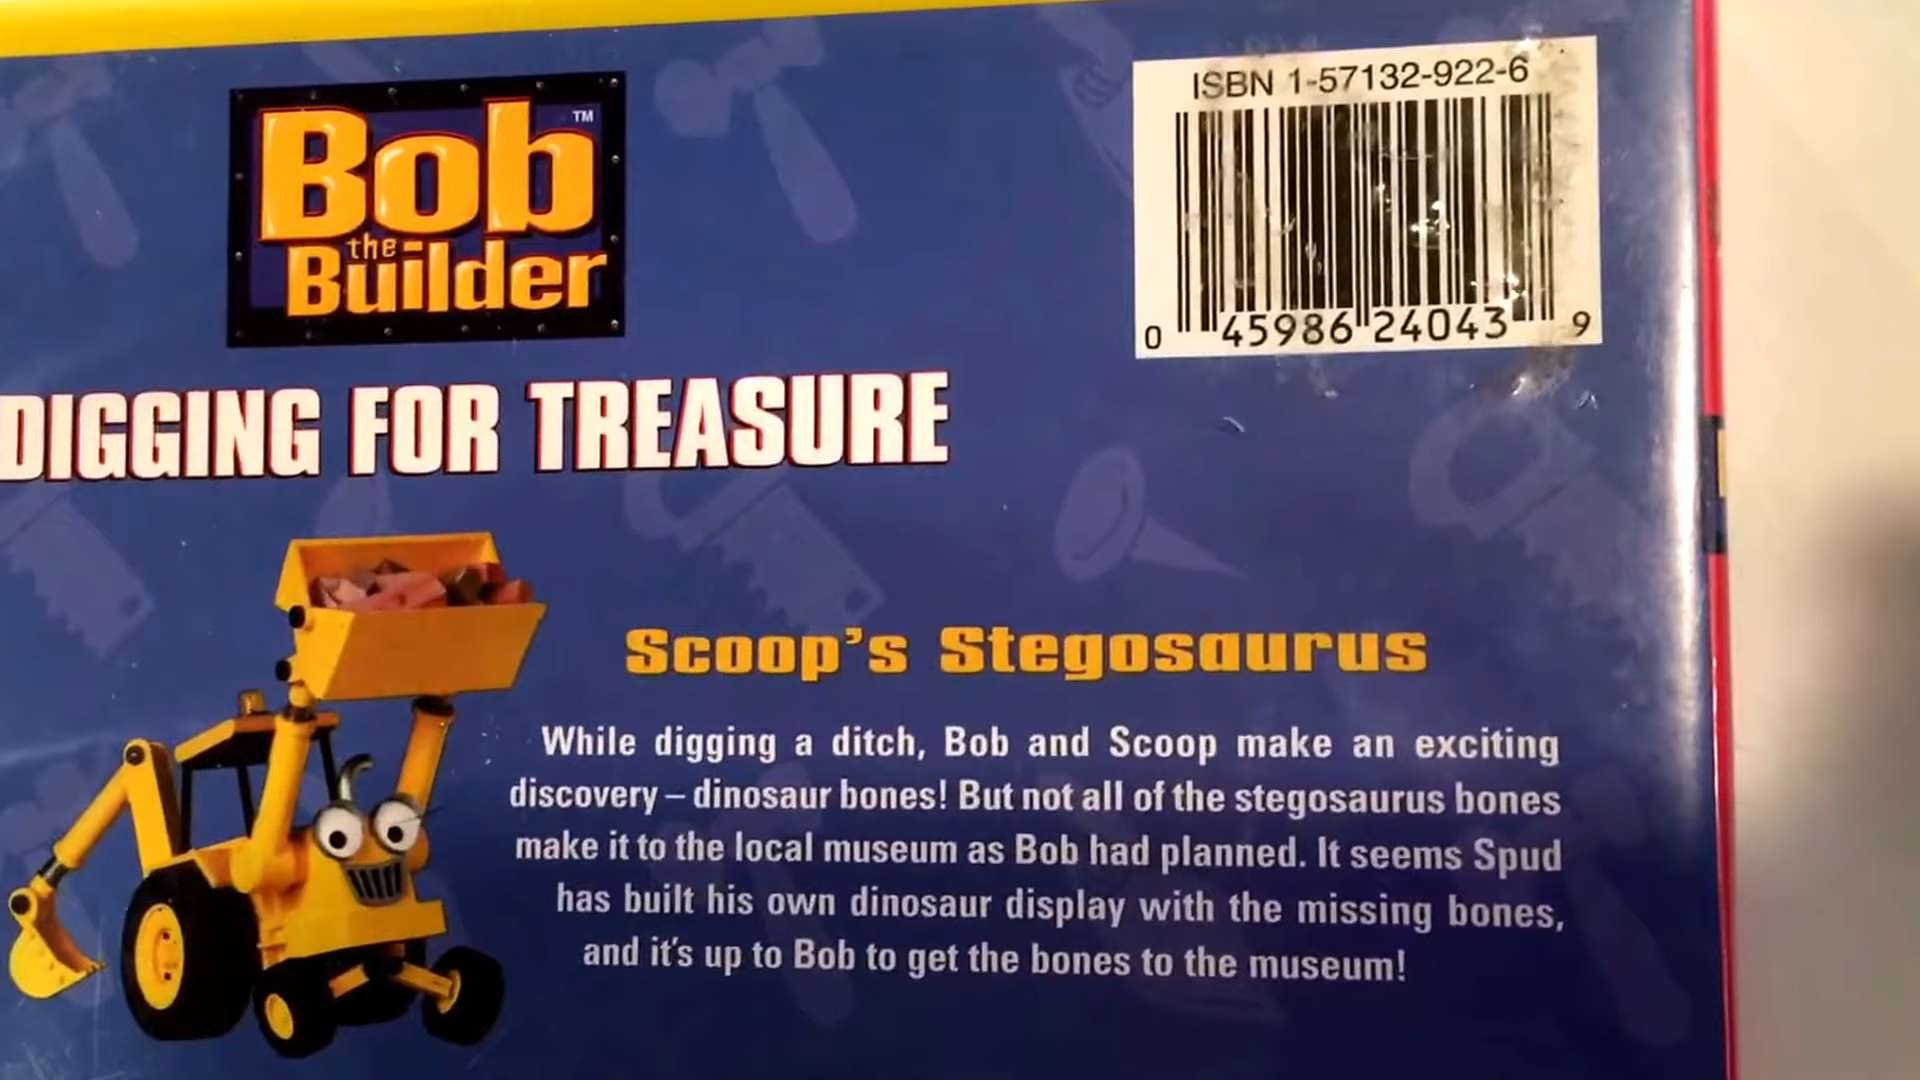 ISBN 1-57132-922-6
Bob™
the
Builder
0 45986 24043 9
DIGGING FOR TREASURE
Scoop's Stegosaurus
While digging a ditch, Bob and Scoop make an exciting
discovery – dinosaur bones! But not all of the stegosaurus bones
make it to the local museum as Bob had planned. It seems Spud
has built his own dinosaur display with the missing bones,
and it's up to Bob to get the bones to the museum!